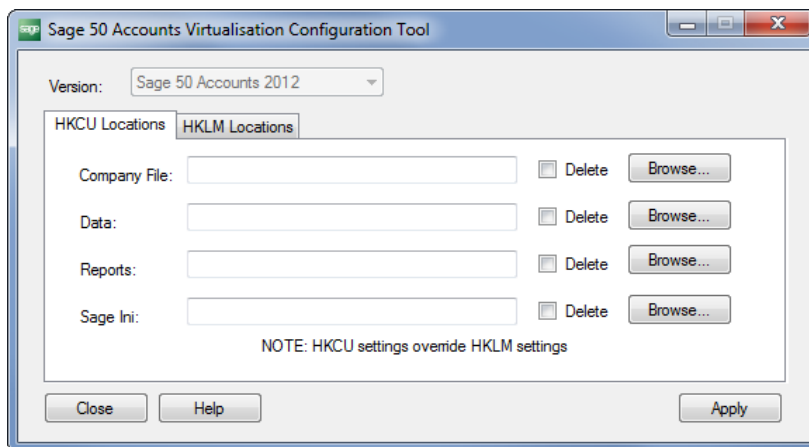 sage Sage 50 Accounts Virtualisation Configuration Tool
Version: Sage 50 Accounts 2012
HKCU Locations HKLM Locations
Company File: Delete Browse...
Data: Delete Browse...
Reports: Delete Browse...
Sage Ini: Delete Browse...
NOTE: HKCU settings override HKLM settings
Close Help Apply